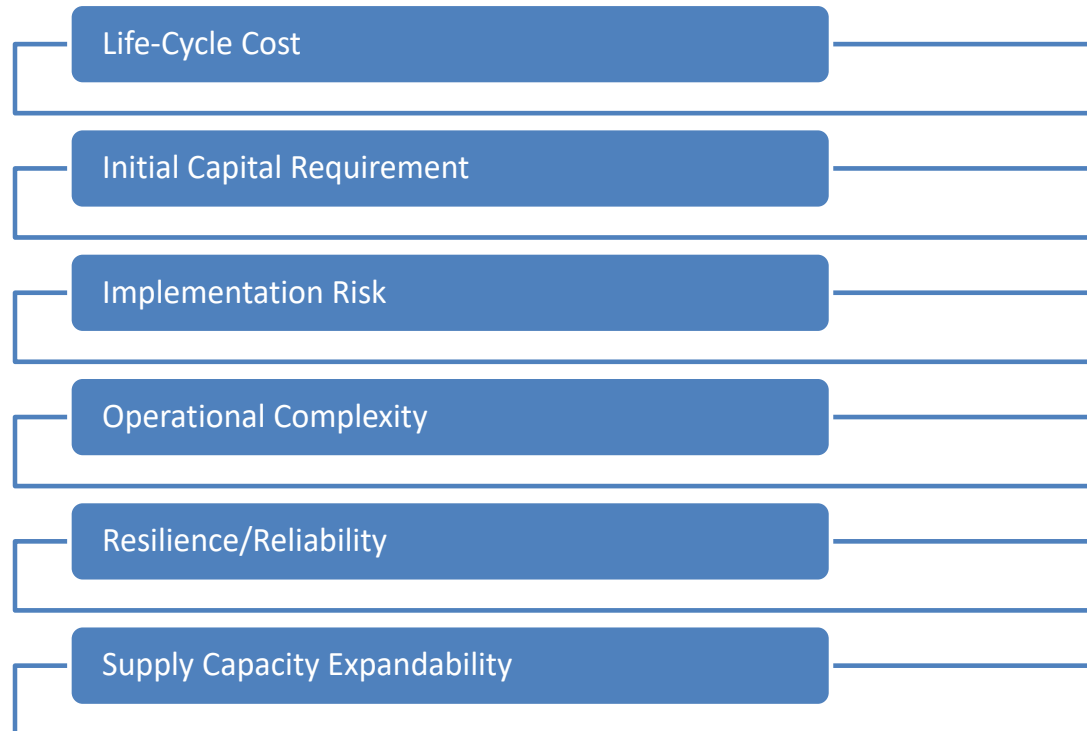 Life-Cycle Cost
Initial Capital Requirement
Implementation Risk
Operational Complexity
Resilience/Reliability
Supply Capacity Expandability